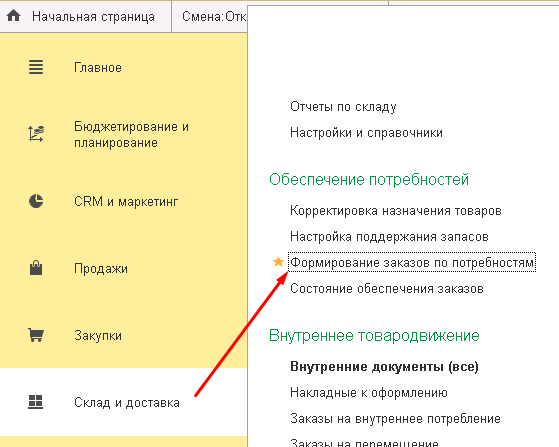 Начальная страница
Смена:Отк
Главное
Бюджетирование и
планирование
CRM и маркетинг
Продажи
Закупки
Склад и доставка
Отчеты по складу
Настройки и справочники
Обеспечение потребностей
Корректировка назначения товаров
Настройка поддержания запасов
Формирование заказов по потребностям
Состояние обеспечения заказов
Внутреннее товародвижение
Внутренние документы (все)
Накладные к оформлению
Заказы на внутреннее потребление
Заказы на перемещение